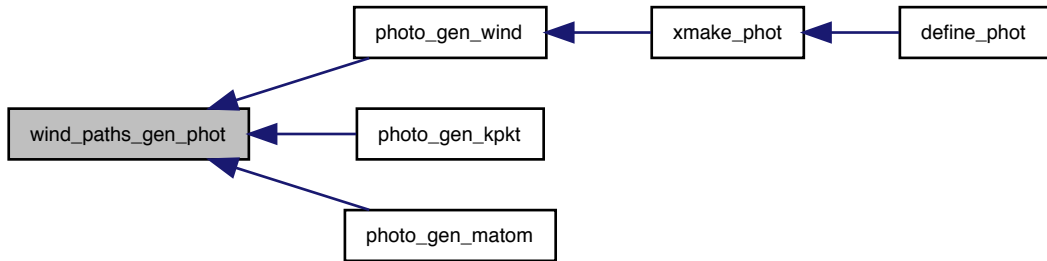 photo_gen_wind
xmake_phot
define_phot
wind_paths_gen_phot
photo_gen_kpkt
photo_gen_matom